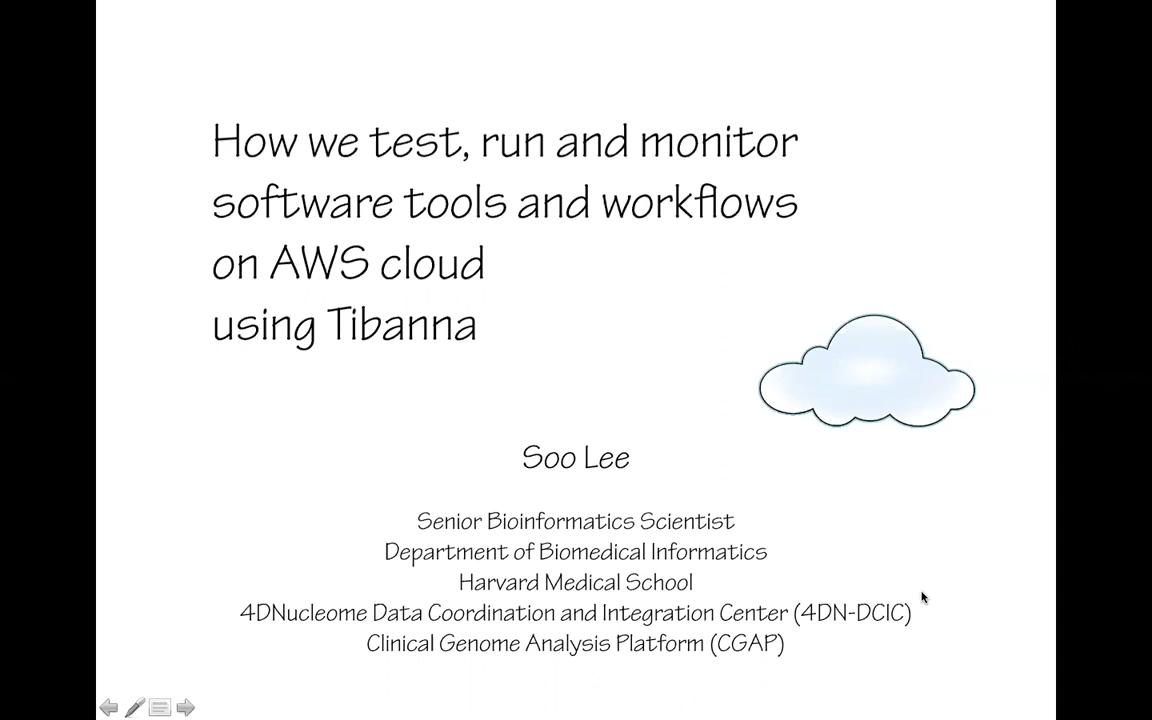 How we test, run and monitor
software tools and workflows
on AWS cloud
using Tibanna
Soo Lee
Senior Bioinformatics Scientist
Department of Biomedical Informatics
Harvard Medical School
4DNucleome Data Coordination and Integration Center (4DN-DCIC)
Clinical Genome Analysis Platform (CGAP)